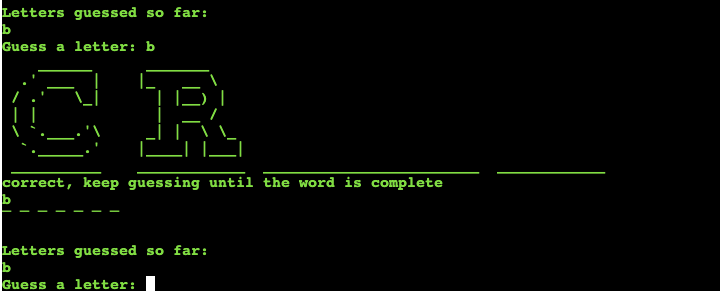 Letters guessed so far:
b
Guess a letter: b
C R
correct, keep guessing until the word is complete
b
_ _ _ _ _ _ _
Letters guessed so far:
b
Guess a letter: